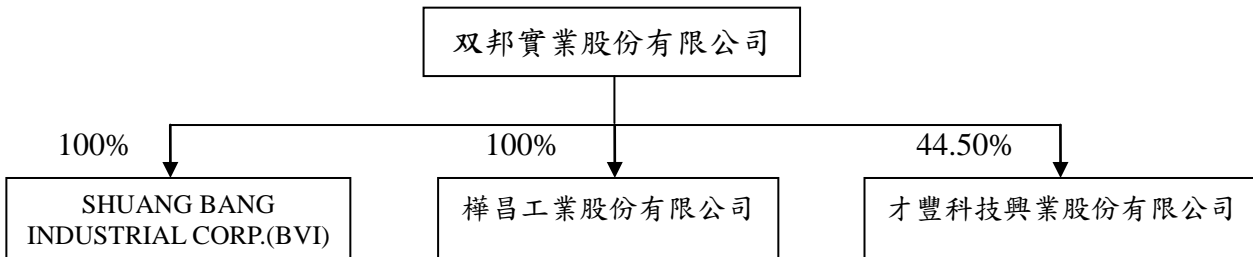 双邦實業股份有限公司
100%
100%
44.50%
SHUANG BANG
INDUSTRIAL CORP.(BVI)
樺昌工業股份有限公司
才豐科技興業股份有限公司